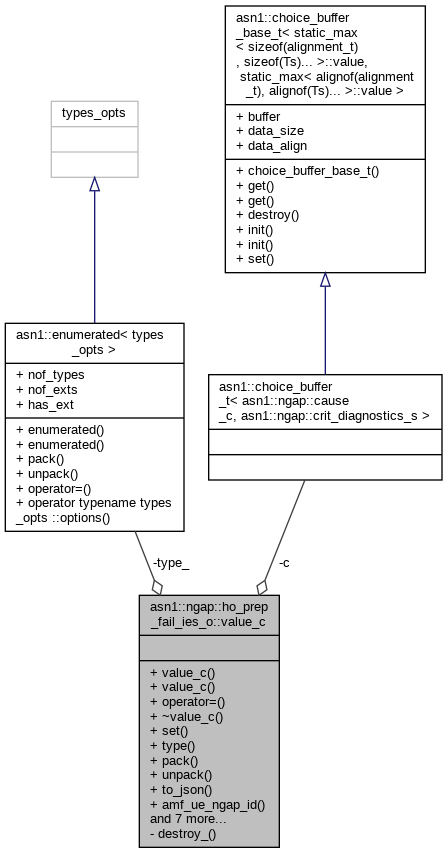 asn1::choice_buffer
_base_t< static_max
< sizeof(alignment_t)
, sizeof(Ts)... >::value,
static_max< alignof(alignment
_t), alignof(Ts)... >::value >
+ buffer
+ data_size
+ data_align
+ choice_buffer_base_t()
+ get()
+ get()
+ destroy()
+ init()
+ init()
+ set()
types_opts
asn1::enumerated< types
_opts >
+ nof_types
+ nof_exts
+ has_ext
+ enumerated()
+ enumerated()
+ pack()
+ unpack()
+ operator=()
+ operator typename types
_opts ::options()
asn1::choice_buffer
_t< asn1::ngap::cause
_c, asn1::ngap::crit_diagnostics_s >
-type_
-c
asn1::ngap::ho_prep
_fail_ies_o::value_c
+ value_c()
+ value_c()
+ operator=()
+ ~value_c()
+ set()
+ type()
+ pack()
+ unpack()
+ to_json()
+ amf_ue_ngap_id()
and 7 more...
- destroy_()